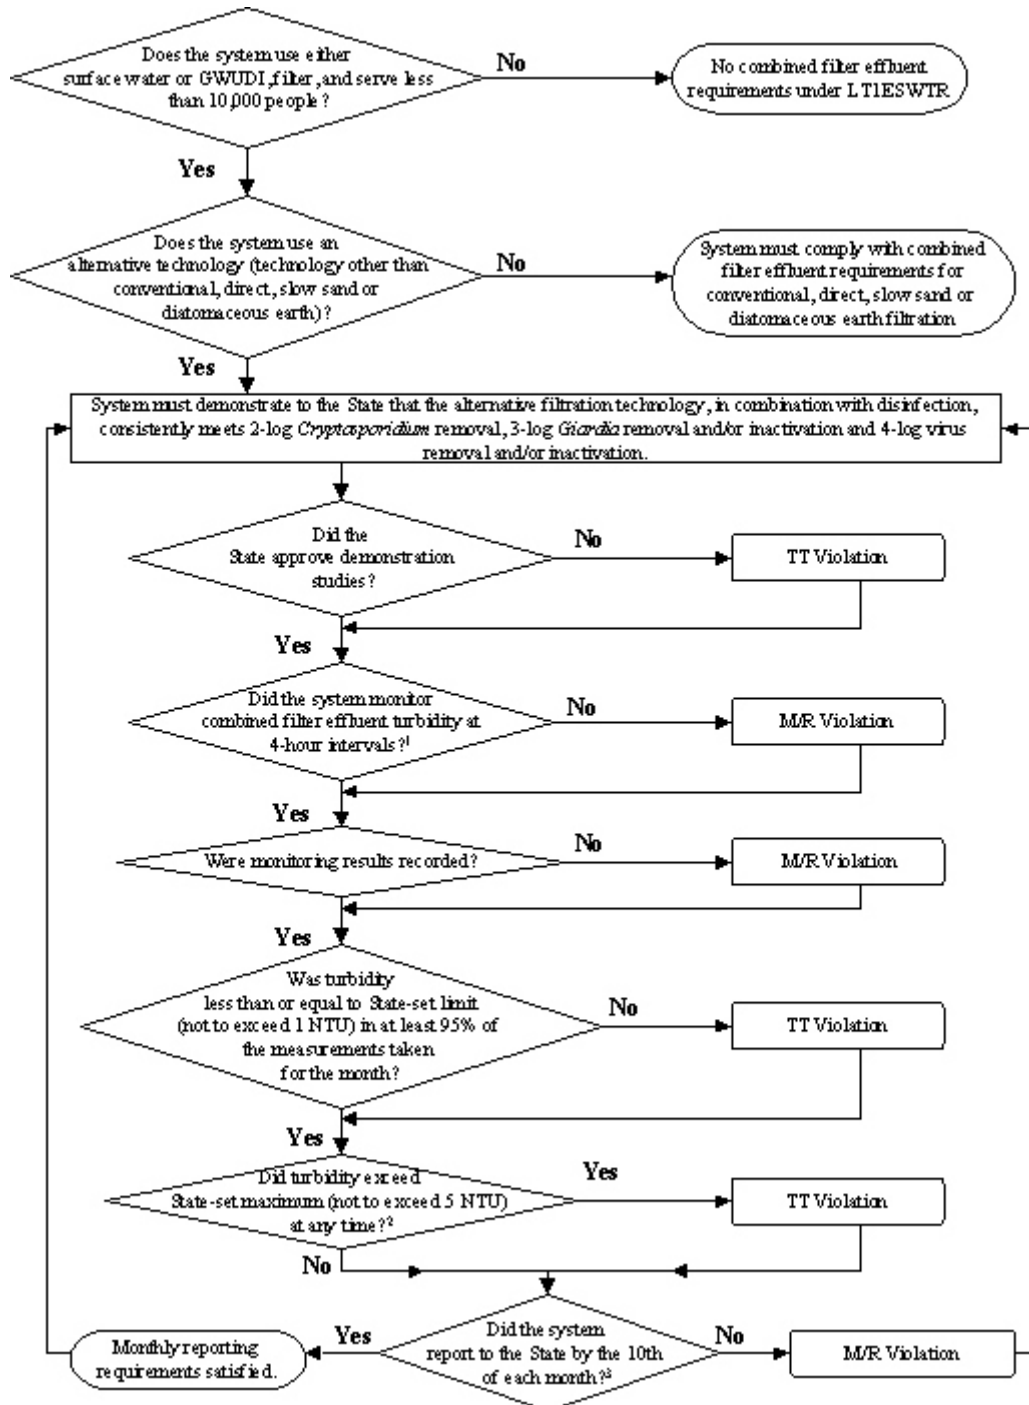 Does the system use either
surface water or GWUDI, filter, and serve less
than 10,000 people?
No
No combined filter effluent
requirements under LT1ESWTR
Yes
Does the system use an
alternative technology (technology other than
conventional, direct, slow sand or
diatomaceous earth)?
No
System must comply with combined
filter effluent requirements for
conventional, direct, slow sand or
diatomaceous earth filtration
Yes
System must demonstrate to the State that the alternative filtration technology, in combination with disinfection,
consistently meets 2-log Cryptosporidium removal, 3-log Giardia removal and/or inactivation and 4-log virus
removal and/or inactivation.
Did the
State approve demonstration
studies?
No
TT Violation
Yes
Did the system monitor
combined filter effluent turbidity at
4-hour intervals?1
No
M/R Violation
Yes
Were monitoring results recorded?
No
M/R Violation
Yes
Was turbidity
less than or equal to State-set limit
(not to exceed 1 NTU) in at least 95% of
the measurements taken
for the month?
No
TT Violation
Yes
Did turbidity exceed
State-set maximum (not to exceed 5 NTU)
at any time?2
Yes
TT Violation
No
Did the system
report to the State by the 10th
of each month?3
Yes
Monthly reporting
requirements satisfied.
No
M/R Violation